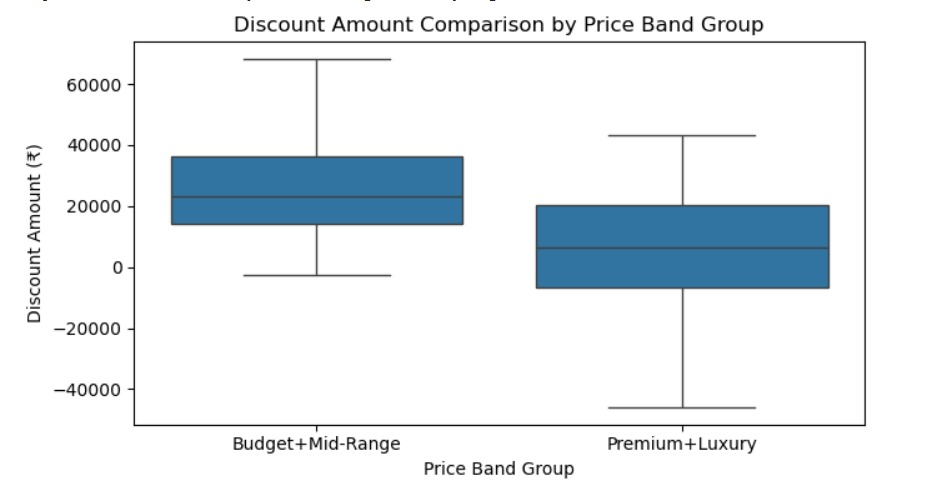 Discount Amount Comparison by Price Band Group
Discount Amount (₹)
60000
40000
20000
0
−20000
−40000
Budget+Mid-Range Premium+Luxury
Price Band Group